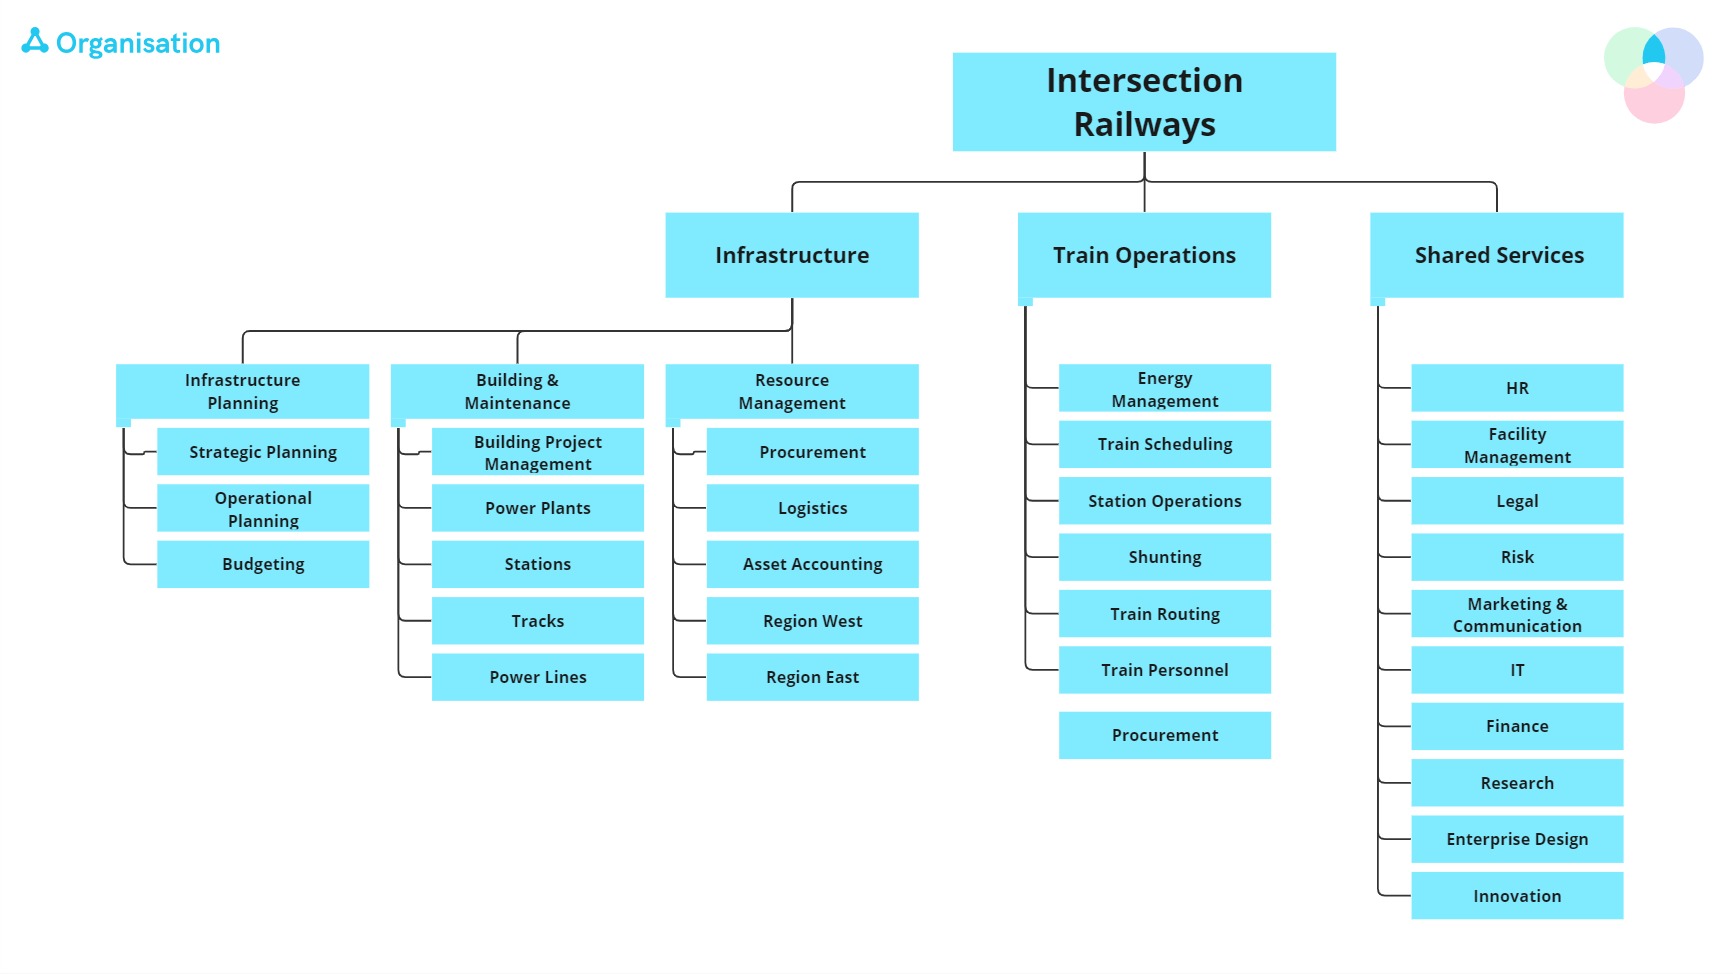 Organisation
Intersection
Railways
Infrastructure
Train Operations
Shared Services
Infrastructure
Planning
Strategic Planning
Operational
Planning
Budgeting
Building &
Maintenance
Building Project
Management
Power Plants
Stations
Tracks
Power Lines
Resource
Management
Procurement
Logistics
Asset Accounting
Region West
Region East
Energy
Management
Train Scheduling
Station Operations
Shunting
Train Routing
Train Personnel
Procurement
HR
Facility
Management
Legal
Risk
Marketing &
Communication
IT
Finance
Research
Enterprise Design
Innovation